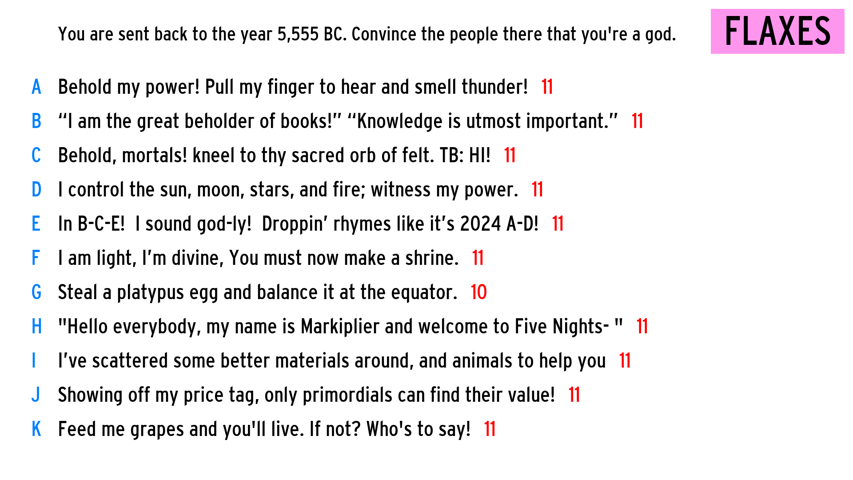 You are sent back to the year 5,555 BC. Convince the people there that you're a god.
FLAXES
A Behold my power! Pull my finger to hear and smell thunder! 11
B “I am the great beholder of books!” “Knowledge is utmost important.” 11
C Behold, mortals! kneel to thy sacred orb of felt. TB: HI! 11
D I control the sun, moon, stars, and fire; witness my power. 11
E In B-C-E! I sound god-ly! Droppin’ rhymes like it’s 2024 A-D! 11
F I am light, I’m divine, You must now make a shrine. 11
G Steal a platypus egg and balance it at the equator. 10
H "Hello everybody, my name is Markiplier and welcome to Five Nights- " 11
I I’ve scattered some better materials around, and animals to help you 11
J Showing off my price tag, only primordials can find their value! 11
K Feed me grapes and you'll live. If not? Who's to say! 11